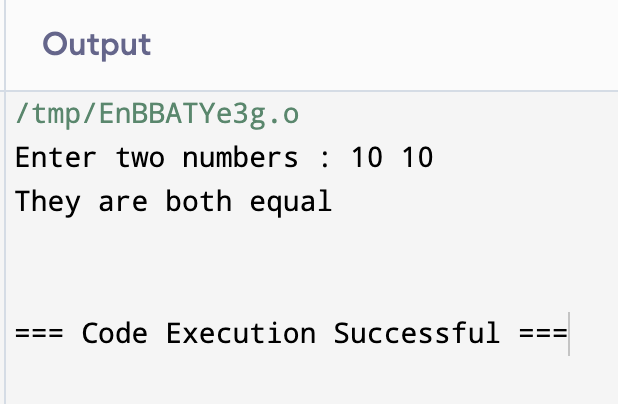 Output
/tmp/EnBBATYe3g.o
Enter two numbers : 10 10
They are both equal
=== Code Execution Successful ===